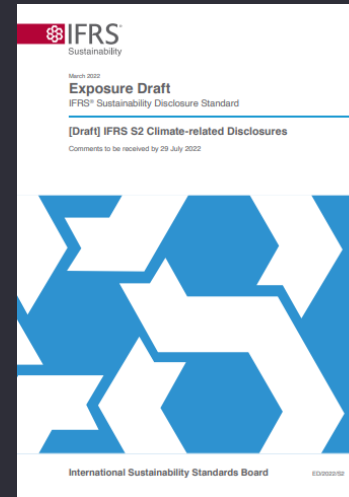 IFRS®
Sustainability
March 2022
Exposure Draft
IFRS® Sustainability Disclosure Standard
[Draft] IFRS S2 Climate-related Disclosures
Comments to be received by 29 July 2022
International Sustainability Standards Board
ED/2022/S2